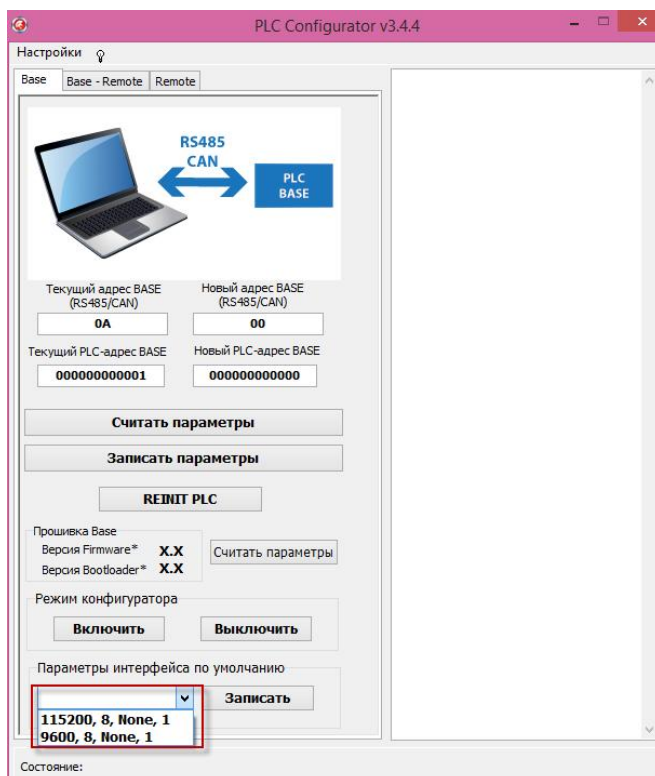 PLC Configurator v3.4.4
Настройки
Base Base - Remote Remote
RS485
CAN
PLC
BASE
Текущий адрес BASE
(RS485/CAN)
Новый адрес BASE
(RS485/CAN)
0A 00
Текущий PLC-адрес BASE Новый PLC-адрес BASE
000000000001 000000000000
Считать параметры
Записать параметры
REINIT PLC
Прошивка Base
Версия Firmware* X.X
Версия Bootloader* X.X
Считать параметры
Режим конфигуратора
Включить Выключить
Параметры интерфейса по умолчанию
Записать
115200, 8, None, 1
9600, 8, None, 1
Состояние: